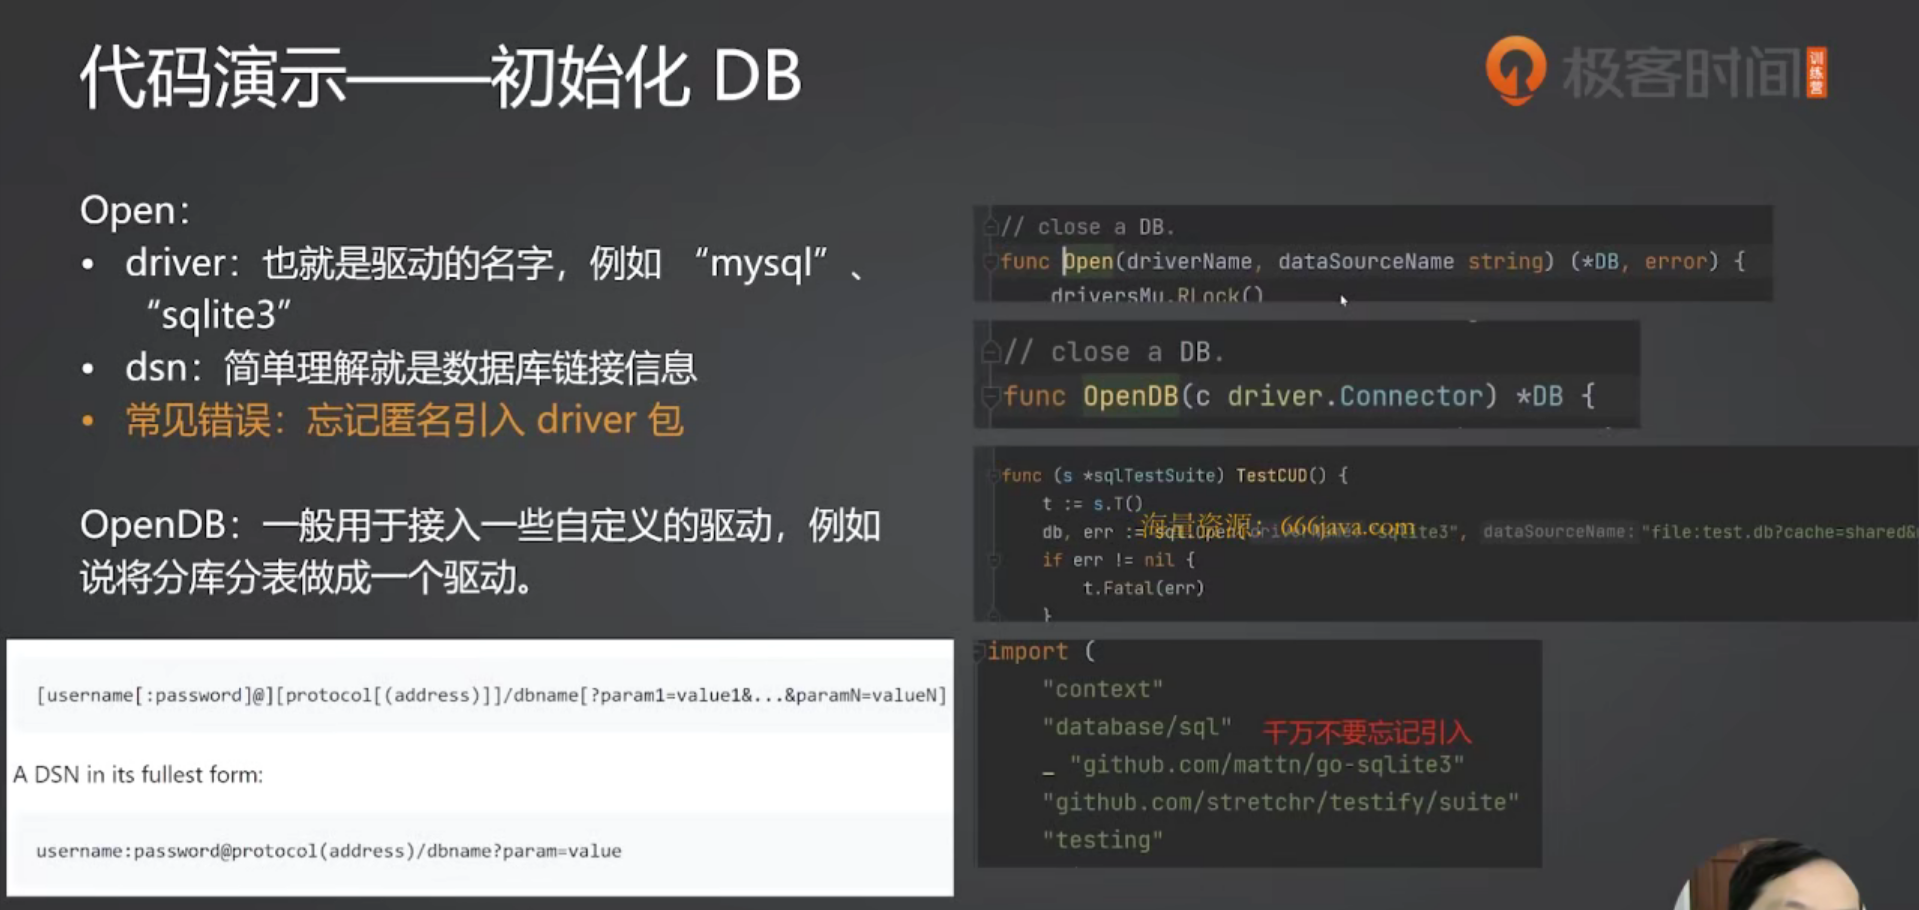 代码演示——初始化 DB
极客时间
训练营
Open：
• driver：也就是驱动的名字，例如 “mysql”、
“sqlite3”
• dsn：简单理解就是数据库链接信息
• 常见错误：忘记匿名引入 driver 包
OpenDB：一般用于接入一些自定义的驱动，例如
说将分库分表做成一个驱动。
[username[:password]@][protocol[(address)]]/dbname[?param1=value1&...&paramN=valueN]
A DSN in its fullest form:
username:password@protocol(address)/dbname?param=value
// close a DB.
func Open(driverName, dataSourceName string) (*DB, error) {
driversMu.RLock()
// close a DB.
func OpenDB(c driver.Connector) *DB {
func (s *sqlTestSuite) TestCUD() {
t := s.T()
db, err := sql.Open( "sqlite3", dataSourceName: "file:test.db?cache=shared&
海量资源：666java.com
if err != nil {
t.Fatal(err)
}
import (
"context"
"database/sql" 千万不要忘记引入
_ "github.com/mattn/go-sqlite3"
"github.com/stretchr/testify/suite"
"testing"